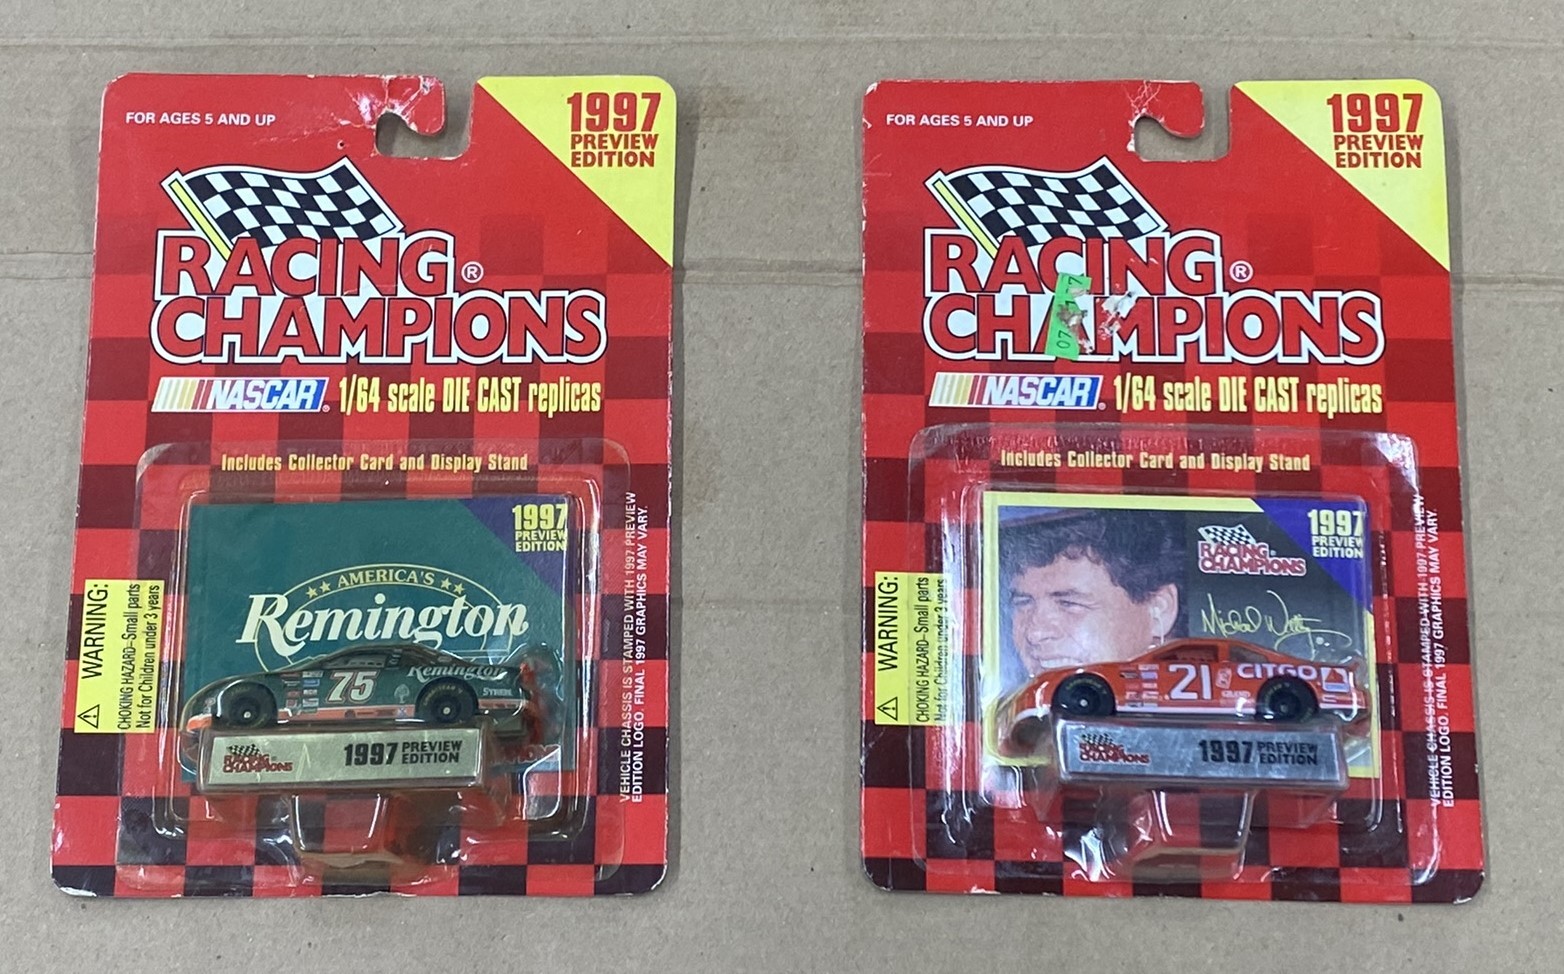 FOR AGES 5 AND UP
1997
PREVIEW
EDITION
RACING ®
CHAMPIONS
NASCAR® 1/64 scale DIE CAST replicas
Includes Collector Card and Display Stand
1997
PREVIEW
EDITION
AMERICA'S
Remington
Remington
75
WARNING:
CHOKING HAZARD–Small parts
Not for Children under 3 years
VEHICLE CHASSIS IS STAMPED WITH 1997 PREVIEW
EDITION LOGO. FINAL 1997 GRAPHICS MAY VARY.
RACING
CHAMPIONS
1997 PREVIEW
EDITION
FOR AGES 5 AND UP
1997
PREVIEW
EDITION
RACING ®
CHAMPIONS
07
NASCAR® 1/64 scale DIE CAST replicas
Includes Collector Card and Display Stand
1997
PREVIEW
EDITION
RACING
CHAMPIONS
Michael
CITGO
21
WARNING:
CHOKING HAZARD–Small parts
Not for Children under 3 years
VEHICLE CHASSIS IS STAMPED WITH 1997 PREVIEW
EDITION LOGO. FINAL 1997 GRAPHICS MAY VARY.
RACING
CHAMPIONS
1997 PREVIEW
EDITION